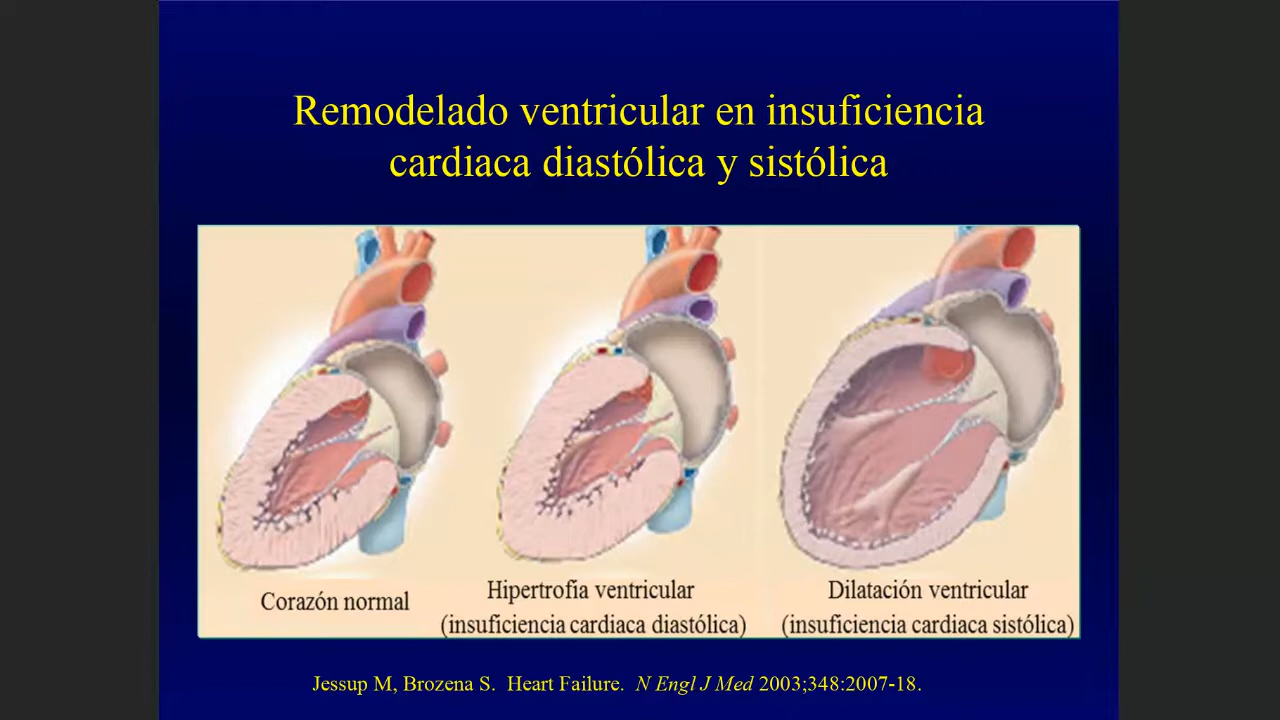 Remodelado ventricular en insuficiencia
cardiaca diastólica y sistólica
Corazón normal
Hipertrofia ventricular
(insuficiencia cardiaca diastólica)
Dilatación ventricular
(insuficiencia cardiaca sistólica)
Jessup M, Brozena S. Heart Failure. N Engl J Med 2003;348:2007-18.